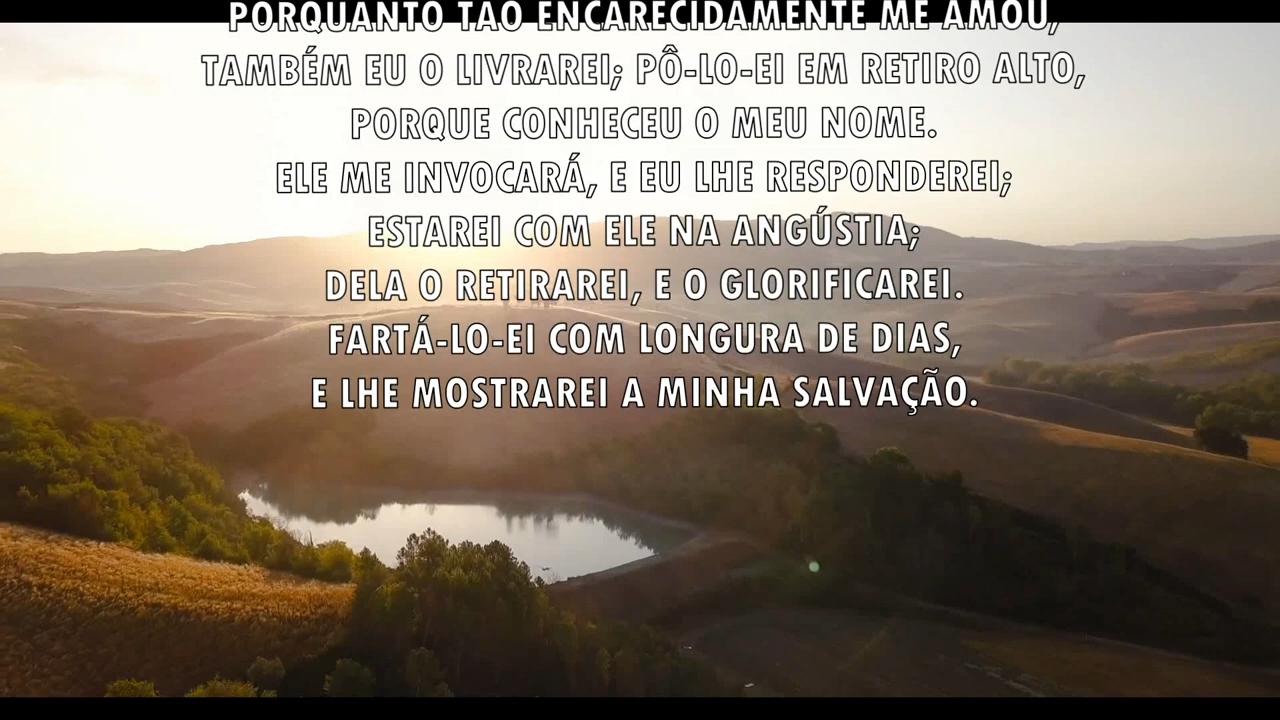 PORQUANTO TÃO ENCARECIDAMENTE ME AMOU,
TAMBÉM EU O LIVRAREI; PÔ-LO-EI EM RETIRO ALTO,
PORQUE CONHECEU O MEU NOME.
ELE ME INVOCARÁ, E EU LHE RESPONDEREI;
ESTAREI COM ELE NA ANGÚSTIA;
DELA O RETIRAREI, E O GLORIFICAREI.
FARTÁ-LO-EI COM LONGURA DE DIAS,
E LHE MOSTRAREI A MINHA SALVAÇÃO.